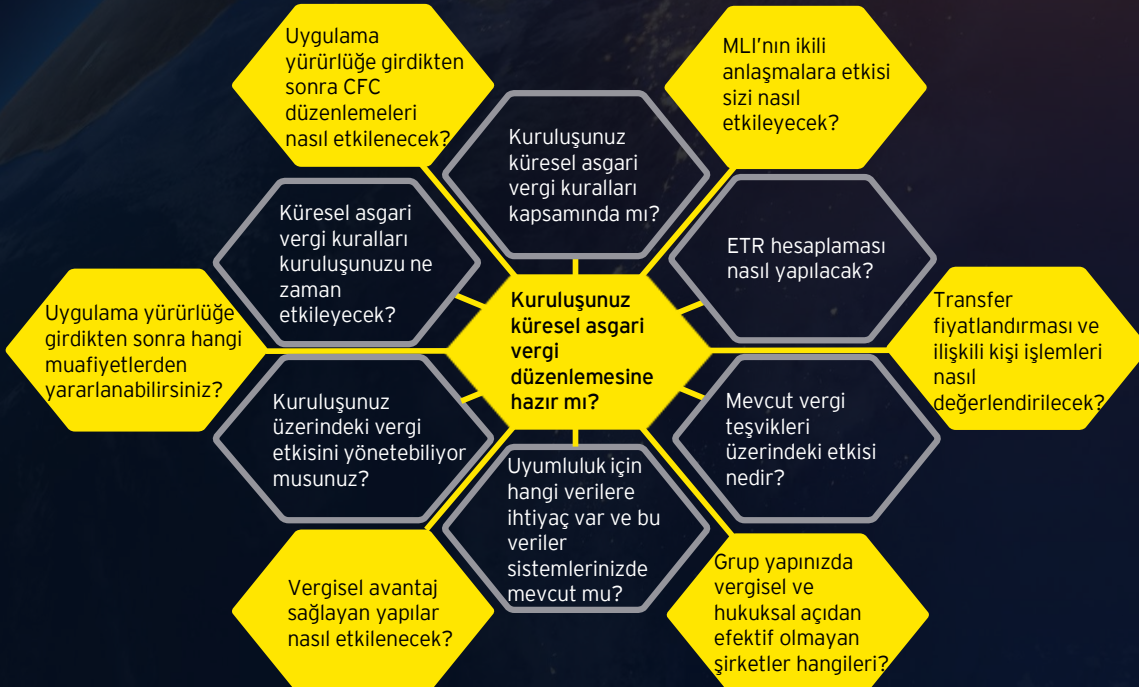 Uygulama
yürürlüğe girdikten
sonra CFC
düzenlemeleri
nasıl etkilenecek?
MLI'nın ikili
anlaşmalara etkisi
sizi nasıl
etkileyecek?
Kuruluşunuz
küresel asgari
vergi kuralları
kapsamında mı?
Küresel asgari
vergi kuralları
kuruluşunuzu ne
zaman
etkileyecek?
ETR hesaplaması
nasıl yapılacak?
Uygulama yürürlüğe
girdikten sonra hangi
muafiyetlerden
yararlanabilirsiniz?
Kuruluşunuz
küresel asgari
vergi
düzenlemesine
hazır mı?
Transfer
fiyatlandırması ve
ilişkili kişi işlemleri
nasıl
değerlendirilecek?
Kuruluşunuz
üzerindeki vergi
etkisini yönetebiliyor
musunuz?
Mevcut vergi
teşvikleri
üzerindeki etkisi
nedir?
Uyumluluk için
hangi verilere
ihtiyaç var ve bu
veriler
sistemlerinizde
mevcut mu?
Vergisel avantaj
sağlayan yapılar
nasıl etkilenecek?
Grup yapınızda
vergisel ve
hukuksal açıdan
efektif olmayan
şirketler hangileri?